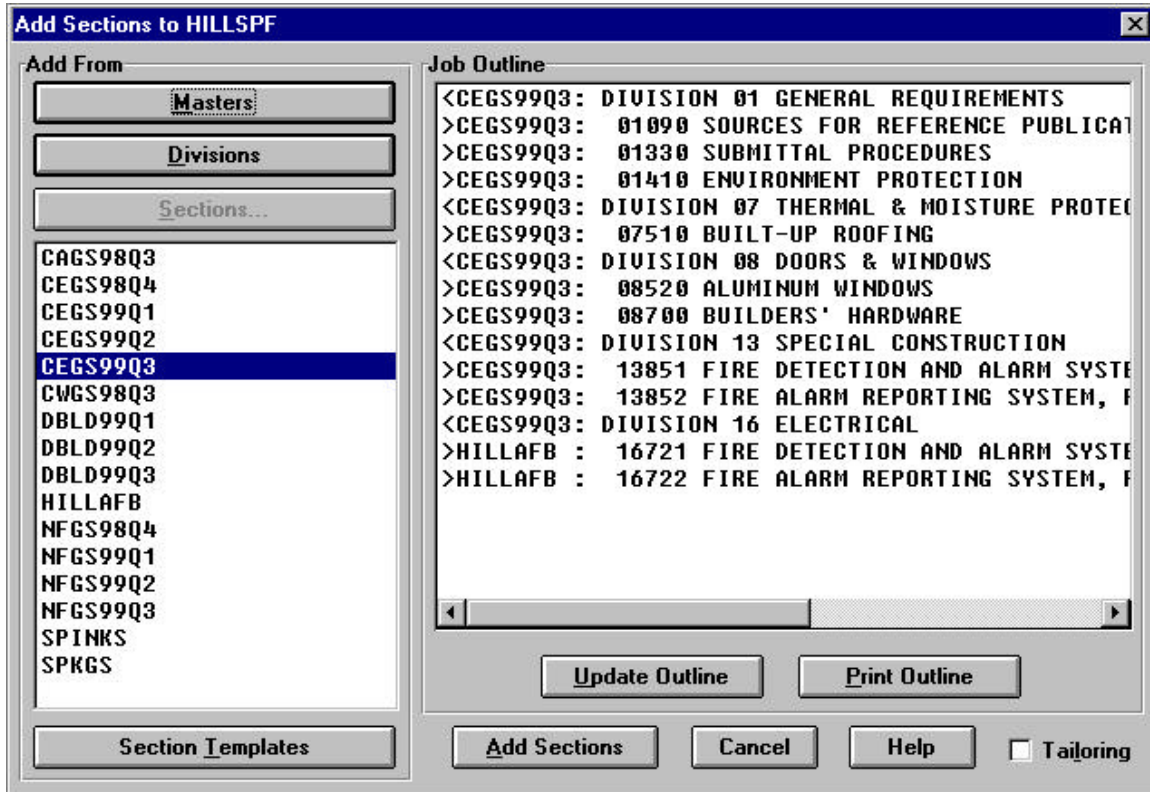 Add Sections to HILLSPF
Add From
Masters
Divisions
Sections...
CAGS98Q3
CEGS98Q4
CEGS99Q1
CEGS99Q2
CEGS99Q3
CWGS98Q3
DBLD99Q1
DBLD99Q2
DBLD99Q3
HILLAFB
NFGS98Q4
NFGS99Q1
NFGS99Q2
NFGS99Q3
SPINKS
SPKGS
Section Templates
Job Outline
<CEGS99Q3: DIVISION 01 GENERAL REQUIREMENTS
>CEGS99Q3:  01090 SOURCES FOR REFERENCE PUBLICAT
>CEGS99Q3:  01330 SUBMITTAL PROCEDURES
>CEGS99Q3:  01410 ENVIRONMENT PROTECTION
<CEGS99Q3: DIVISION 07 THERMAL & MOISTURE PROTEC
>CEGS99Q3:  07510 BUILT-UP ROOFING
<CEGS99Q3: DIVISION 08 DOORS & WINDOWS
>CEGS99Q3:  08520 ALUMINUM WINDOWS
>CEGS99Q3:  08700 BUILDERS' HARDWARE
<CEGS99Q3: DIVISION 13 SPECIAL CONSTRUCTION
>CEGS99Q3:  13851 FIRE DETECTION AND ALARM SYSTE
>CEGS99Q3:  13852 FIRE ALARM REPORTING SYSTEM,
<CEGS99Q3: DIVISION 16 ELECTRICAL
>HILLAFB :  16721 FIRE DETECTION AND ALARM SYSTE
>HILLAFB :  16722 FIRE ALARM REPORTING SYSTEM,
Update Outline
Print Outline
Add Sections
Cancel
Help
Tailoring